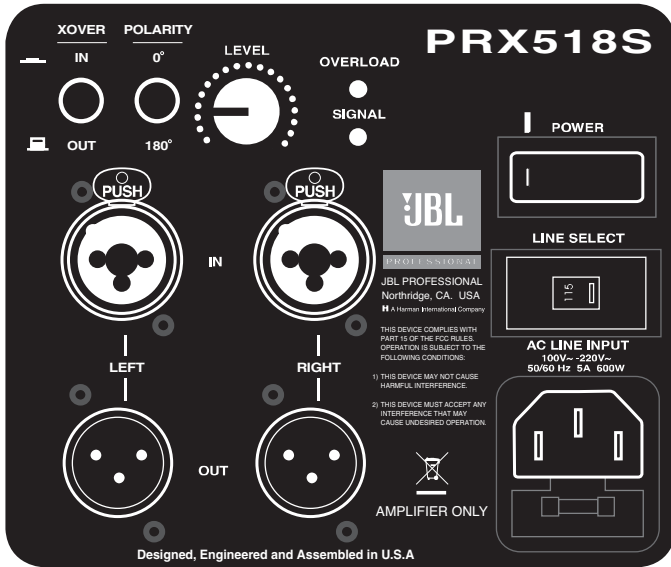 PRX518S
XOVER POLARITY
IN 0°
OUT 180°
LEVEL
OVERLOAD
SIGNAL
POWER
PUSH
PUSH
IN
LEFT
RIGHT
OUT
JBL
PROFESSIONAL
JBL PROFESSIONAL
Northridge, CA. USA
H A Harman International Company
THIS DEVICE COMPLIES WITH
PART 15 OF THE FCC RULES.
OPERATION IS SUBJECT TO THE
FOLLOWING CONDITIONS:
1) THIS DEVICE MAY NOT CAUSE
HARMFUL INTERFERENCE.
2) THIS DEVICE MUST ACCEPT ANY
INTERFERENCE THAT MAY
CAUSE UNDESIRED OPERATION.
AMPLIFIER ONLY
LINE SELECT
115
AC LINE INPUT
100V~ -220V~
50/60 Hz 5A 600W
Designed, Engineered and Assembled in U.S.A